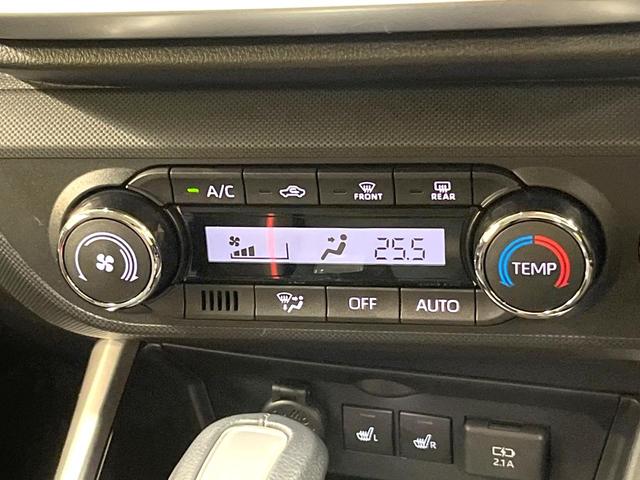 A/C
FRONT
REAR
25.5
TEMP
OFF
AUTO
L
R
2.1A